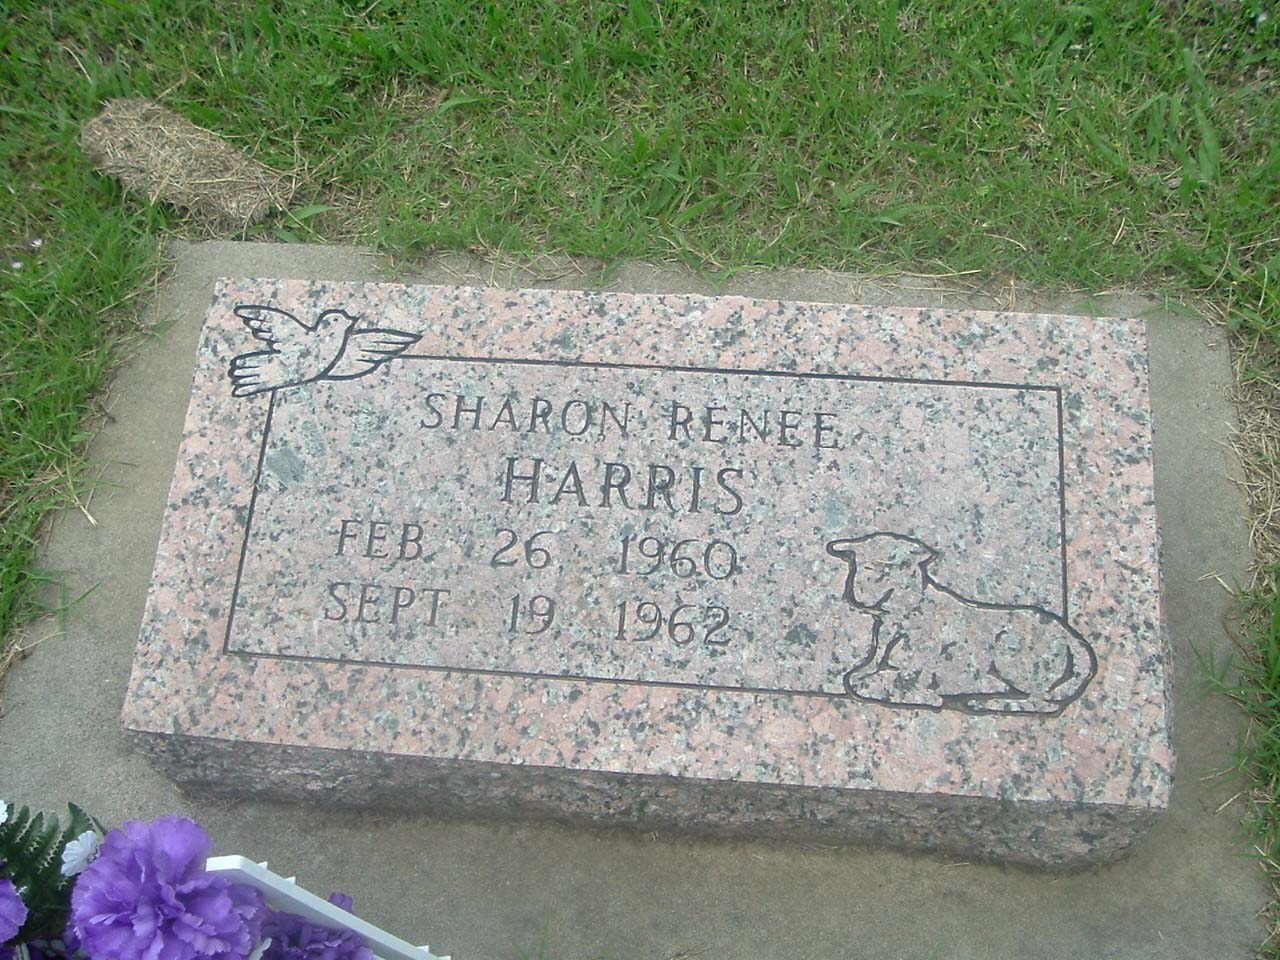 SHARON RENEE
HARRIS
FEB. 26 1960
SEPT 19 1962